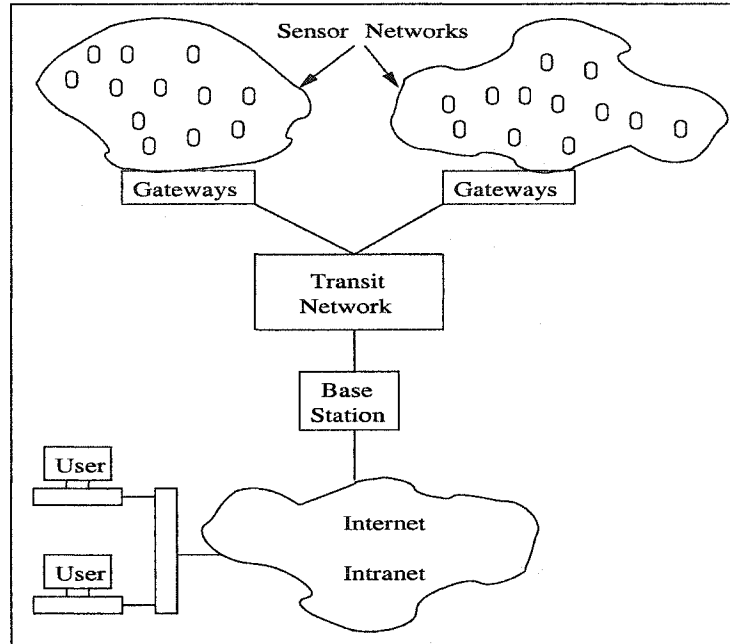 Sensor Networks
Gateways
Gateways
Transit
Network
Base
Station
User
Internet
User
Intranet